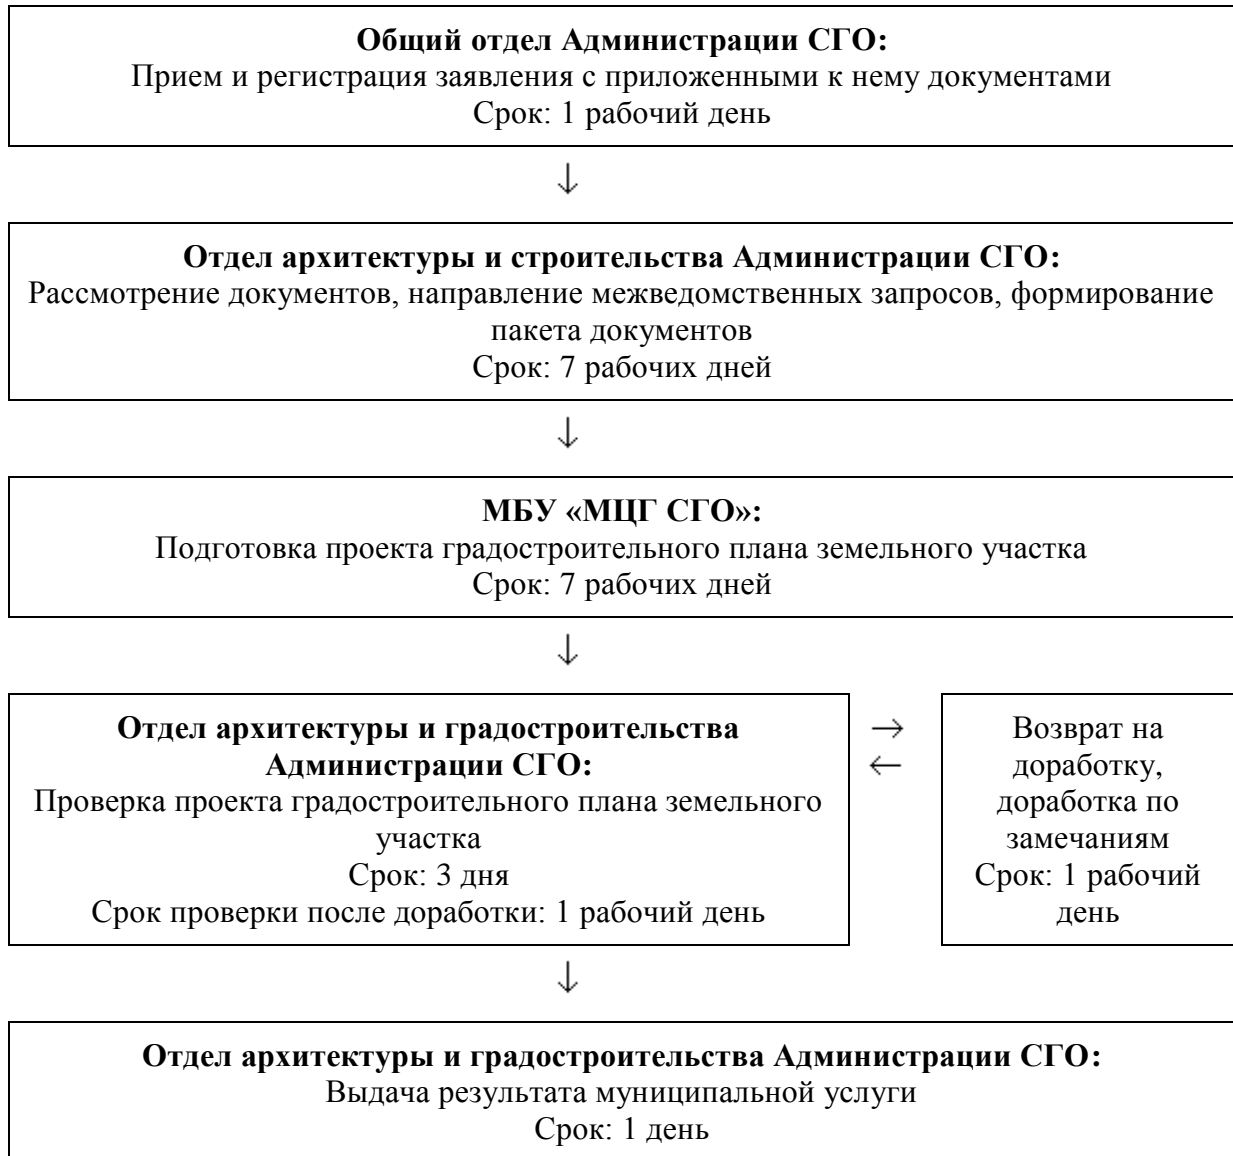 Общий отдел Администрации СГО:
Прием и регистрация заявления с приложенными к нему документами
Срок: 1 рабочий день
↓
Отдел архитектуры и строительства Администрации СГО:
Рассмотрение документов, направление межведомственных запросов, формирование
пакета документов
Срок: 7 рабочих дней
↓
МБУ «МЦГ СГО»:
Подготовка проекта градостроительного плана земельного участка
Срок: 7 рабочих дней
↓
Отдел архитектуры и градостроительства
Администрации СГО:
Проверка проекта градостроительного плана земельного
участка
Срок: 3 дня
Срок проверки после доработки: 1 рабочий день
→
←
Возврат на
доработку,
доработка по
замечаниям
Срок: 1 рабочий
день
↓
Отдел архитектуры и градостроительства Администрации СГО:
Выдача результата муниципальной услуги
Срок: 1 день